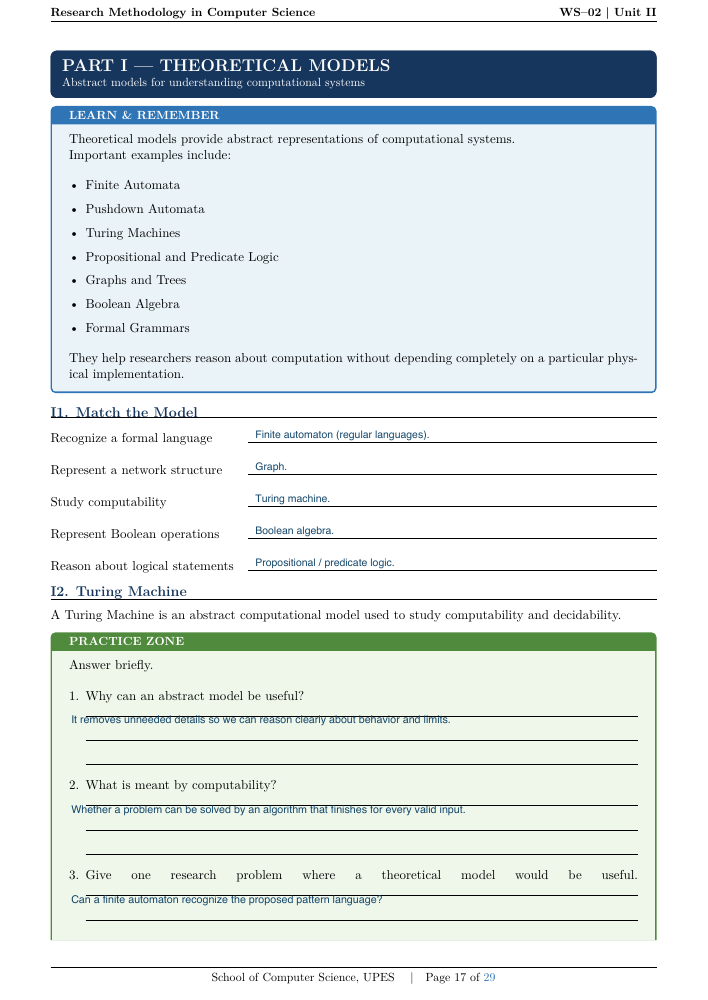 Research Methodology in Computer Science WS–02 | Unit II
PART I — THEORETICAL MODELS
Abstract models for understanding computational systems
LEARN & REMEMBER
Theoretical models provide abstract representations of computational systems.
Important examples include:
• Finite Automata
• Pushdown Automata
• Turing Machines
• Propositional and Predicate Logic
• Graphs and Trees
• Boolean Algebra
• Formal Grammars
They help researchers reason about computation without depending completely on a particular phys-
ical implementation.
I1. Match the Model
Recognize a formal language Finite automaton (regular languages).
Represent a network structure Graph.
Study computability Turing machine.
Represent Boolean operations Boolean algebra.
Reason about logical statements Propositional / predicate logic.
I2. Turing Machine
A Turing Machine is an abstract computational model used to study computability and decidability.
PRACTICE ZONE
Answer briefly.
1. Why can an abstract model be useful?
It removes unneeded details so we can reason clearly about behavior and limits.
2. What is meant by computability?
Whether a problem can be solved by an algorithm that finishes for every valid input.
3. Give one research problem where a theoretical model would be useful.
Can a finite automaton recognize the proposed pattern language?
School of Computer Science, UPES | Page 17 of 29